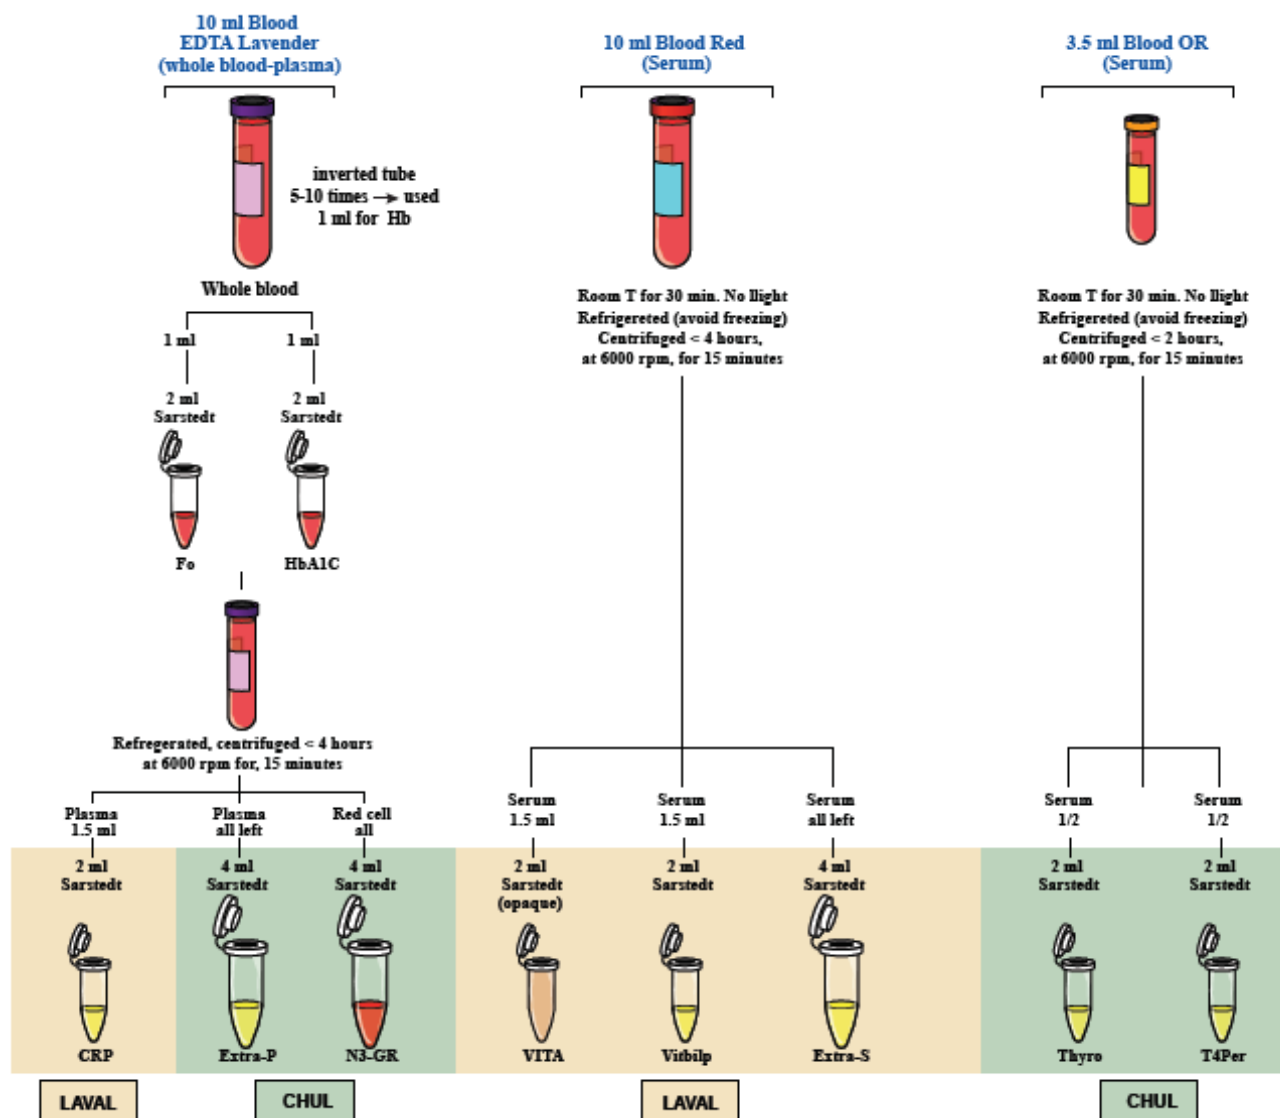 10 ml Blood
EDTA Lavender
(whole blood-plasma)
10 ml Blood Red
(Serum)
3.5 ml Blood OR
(Serum)
inverted tube
5-10 times → used
1 ml for Hb
Whole blood
1 ml
1 ml
2 ml
Sarstedt
2 ml
Sarstedt
Fo
HbA1C
Refregerated, centrifuged < 4 hours
at 6000 rpm for, 15 minutes
Room T for 30 min. No llight
Refrigereted (avoid freezing)
Centrifuged < 4 hours,
at 6000 rpm, for 15 minutes
Room T for 30 min. No llight
Refrigereted (avoid freezing)
Centrifuged < 2 hours,
at 6000 rpm, for 15 minutes
Plasma
1.5 ml
Plasma
all left
Red cell
all
Serum
1.5 ml
Serum
1.5 ml
Serum
all left
Serum
1/2
Serum
1/2
2 ml
Sarstedt
4 ml
Sarstedt
4 ml
Sarstedt
2 ml
Sarstedt
(opaque)
2 ml
Sarstedt
4 ml
Sarstedt
2 ml
Sarstedt
2 ml
Sarstedt
CRP
Extra-P
N3-GR
VITA
Vitbilp
Extra-S
Thyro
T4Per
LAVAL
CHUL
LAVAL
CHUL